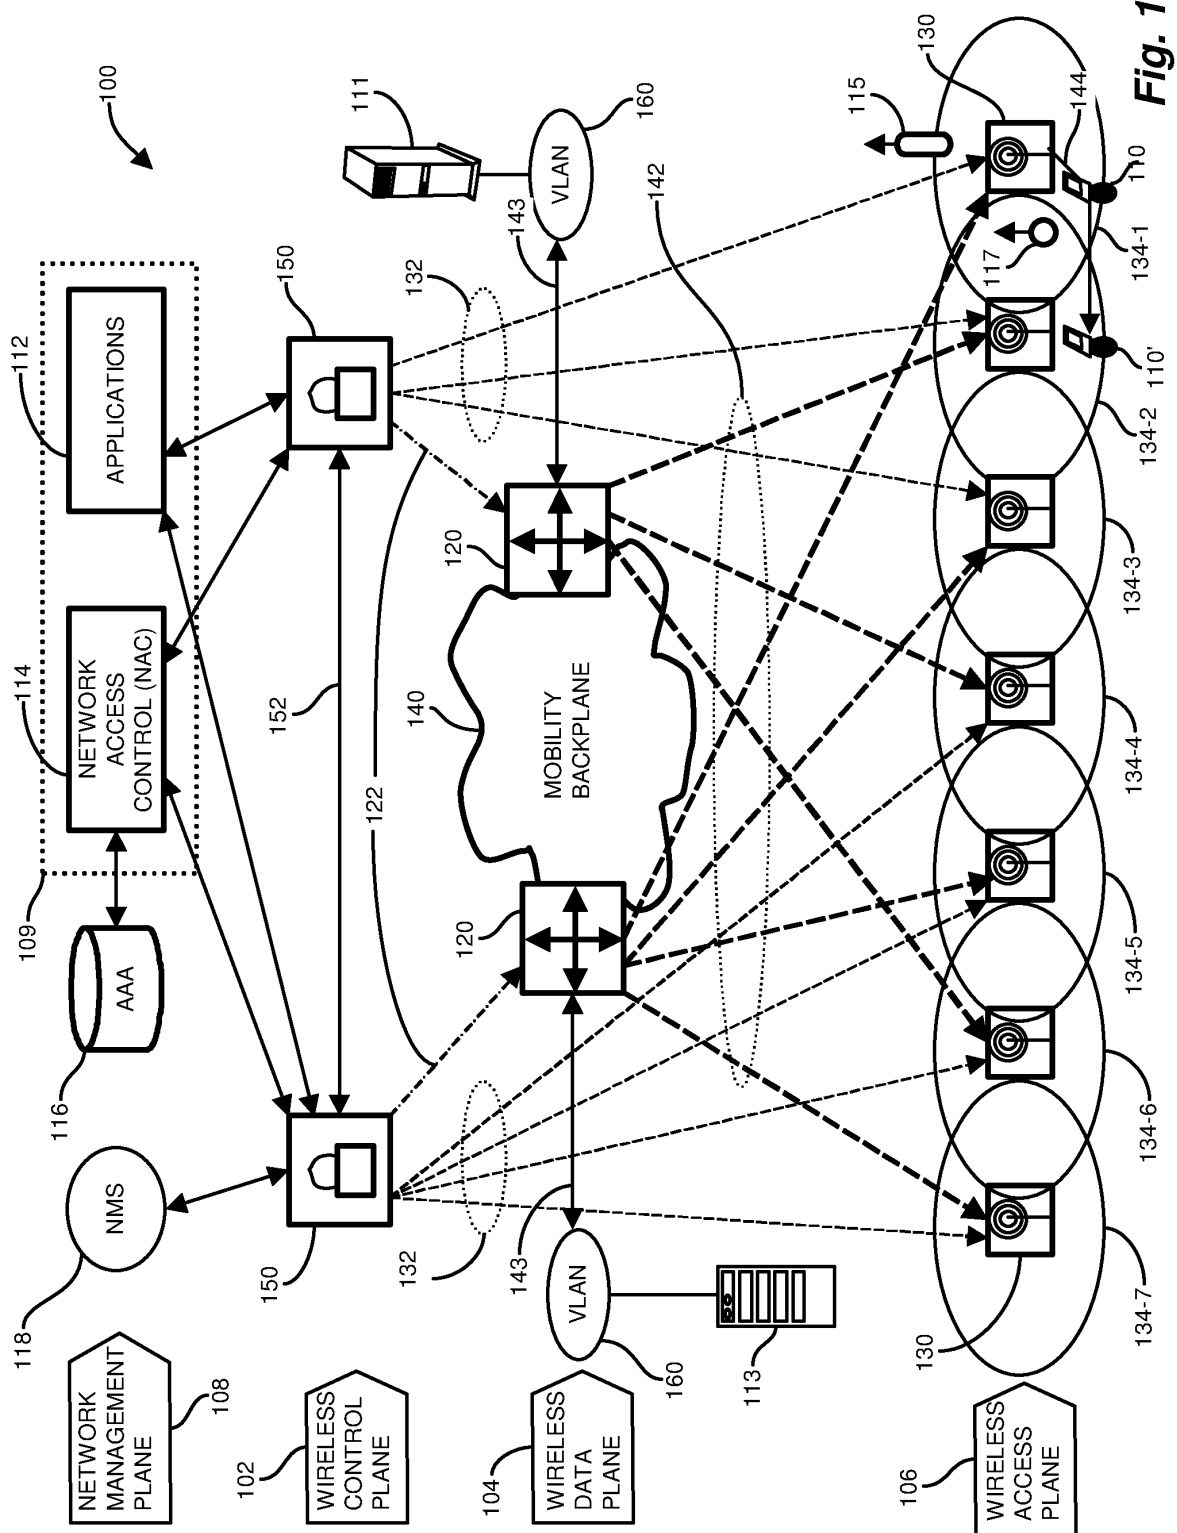 100
109
112
APPLICATIONS
114
NETWORK
ACCESS
CONTROL (NAC)
116
AAA
118
NMS
NETWORK
MANAGEMENT
PLANE
108
150
150
152
132
132
122
102
WIRELESS
CONTROL
PLANE
111
160
VLAN
143
120
140
MOBILITY
BACKPLANE
120
143
VLAN
160
113
142
104
WIRELESS
DATA
PLANE
115
130
117
144
110
110'
134-1
134-2
134-3
134-4
134-5
134-6
134-7
130
106
WIRELESS
ACCESS
PLANE
Fig. 1